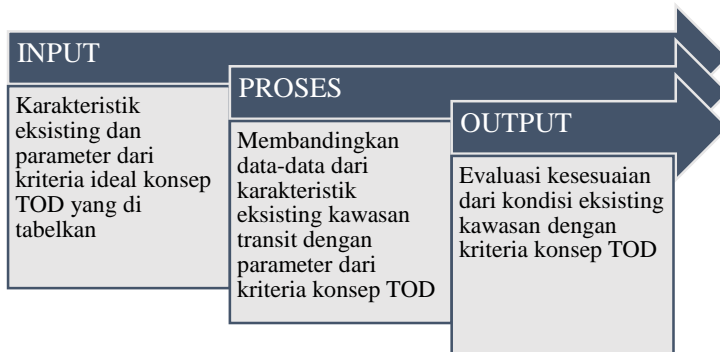 INPUT
Karakteristik
eksisting dan
parameter dari
kriteria ideal konsep
TOD yang di
tabelkan
PROSES
Membandingkan
data-data dari
karakteristik
eksisting kawasan
transit dengan
parameter dari
kriteria konsep TOD
OUTPUT
Evaluasi kesesuaian
dari kondisi eksisting
kawasan dengan
kriteria konsep TOD